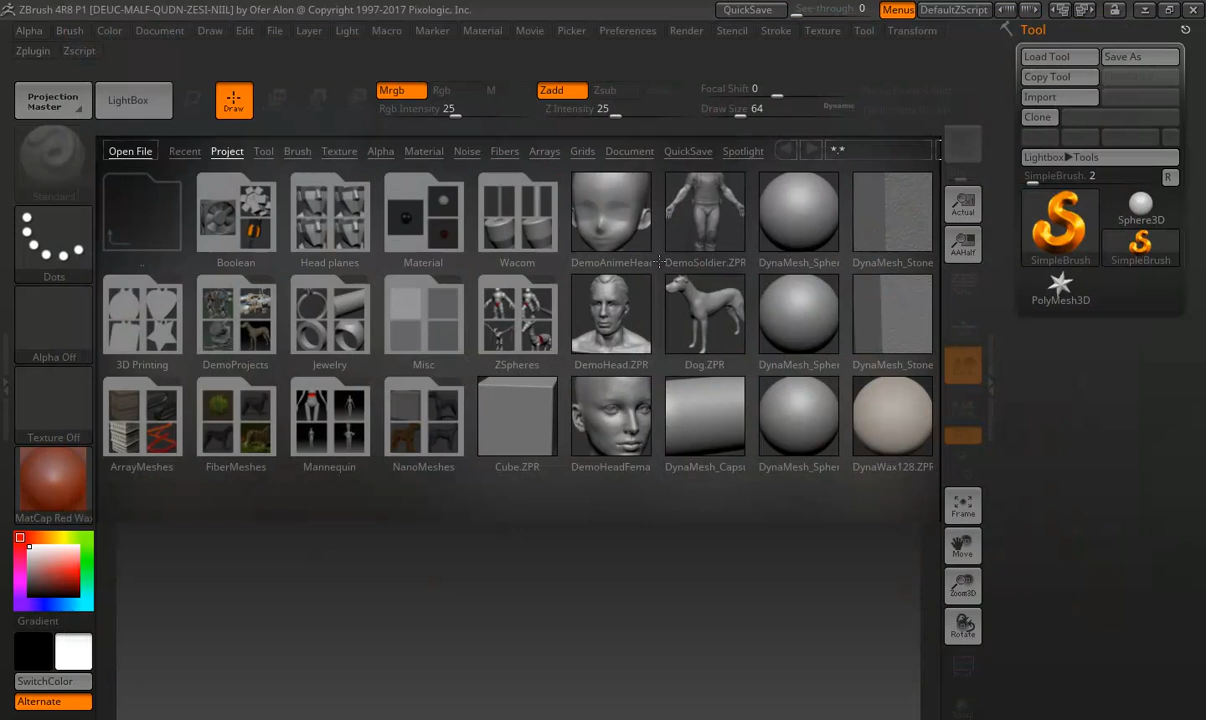 ZBrush 4R8 P1 [DEUC-MALF-QUDN-ZESI-NIIL] by Ofer Alon @ Copyright 1997-2017 Pixologic, Inc.
QuickSave See-through 0 Menus DefaultZScript
Alpha Brush Color Document Draw Edit File Layer Light Macro Marker Material Movie Picker Preferences Render Stencil Stroke Texture Tool Transform
Zplugin Zscript
Tool
Load Tool Save As
Copy Tool
Import
Clone
Lightbox▶Tools
SimpleBrush. 2 R
Sphere3D
SimpleBrush SimpleBrush
PolyMesh3D
Projection Master
LightBox
Draw
Mrgb Rgb M
Rgb Intensity 25
Zadd Zsub
Z Intensity 25
Focal Shift 0
Draw Size 64 Dynamic
Standard
Dots
Alpha Off
Texture Off
MatCap Red Wax
Gradient
SwitchColor
Alternate
Open File Recent Project Tool Brush Texture Alpha Material Noise Fibers Arrays Grids Document QuickSave Spotlight *.*
.. Boolean Head planes Material Wacom DemoAnimeHead DemoSoldier.ZPR DynaMesh_Spher DynaMesh_Stone
3D Printing DemoProjects Jewelry Misc ZSpheres DemoHead.ZPR Dog.ZPR DynaMesh_Spher DynaMesh_Stone
ArrayMeshes FiberMeshes Mannequin NanoMeshes Cube.ZPR DemoHeadFema DynaMesh_Capsu DynaMesh_Spher DynaWax128.ZPR
Actual
AAHalf
Frame
Move
Zoom3D
Rotate